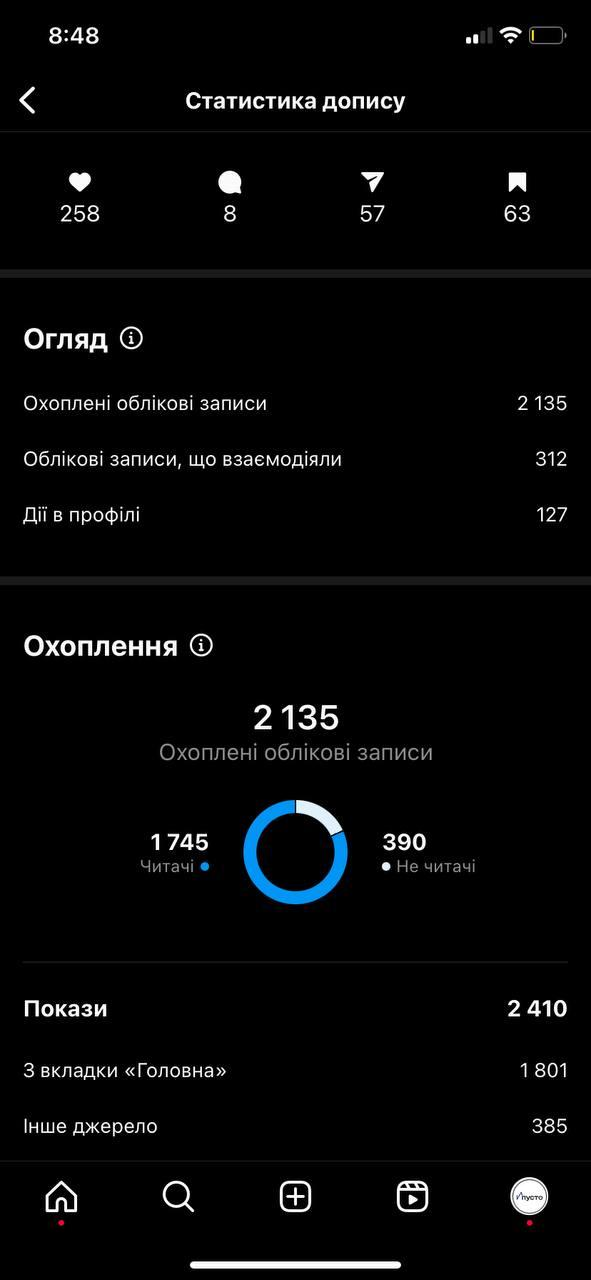 8:48
Статистика допису
258 8 57 63
Огляд
Охоплені облікові записи 2 135
Облікові записи, що взаємодіяли 312
Дії в профілі 127
Охоплення
2 135
Охоплені облікові записи
1 745 390
Читачі Не читачі
Покази 2 410
З вкладки «Головна» 1 801
Інше джерело 385
пусто